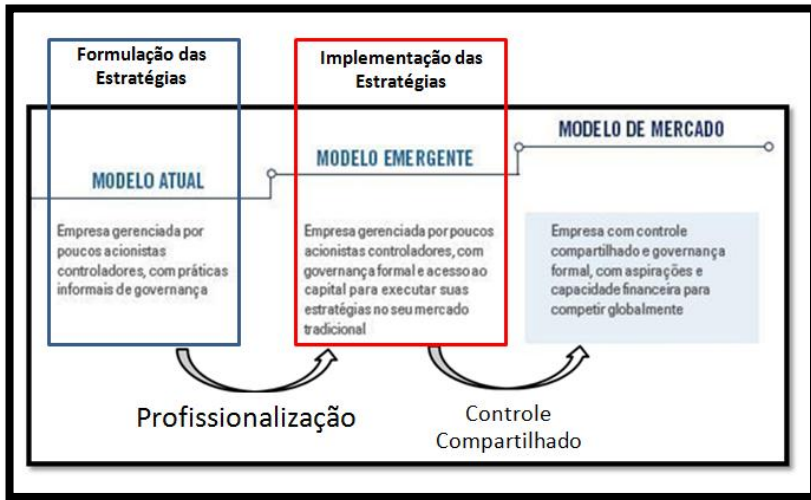 Formulação das
Estratégias
Implementação das
Estratégias
MODELO DE MERCADO
MODELO EMERGENTE
MODELO ATUAL
Empresa gerenciada por
poucos acionistas
controladores, com práticas
informais de governança
Empresa gerenciada por poucos
acionistas controladores, com
governança formal e acesso ao
capital para executar suas
estratégias no seu mercado
tradicional
Empresa com controle
compartilhado e governança
formal, com aspirações e
capacidade financeira para
competir globalmente
Profissionalização
Controle
Compartilhado